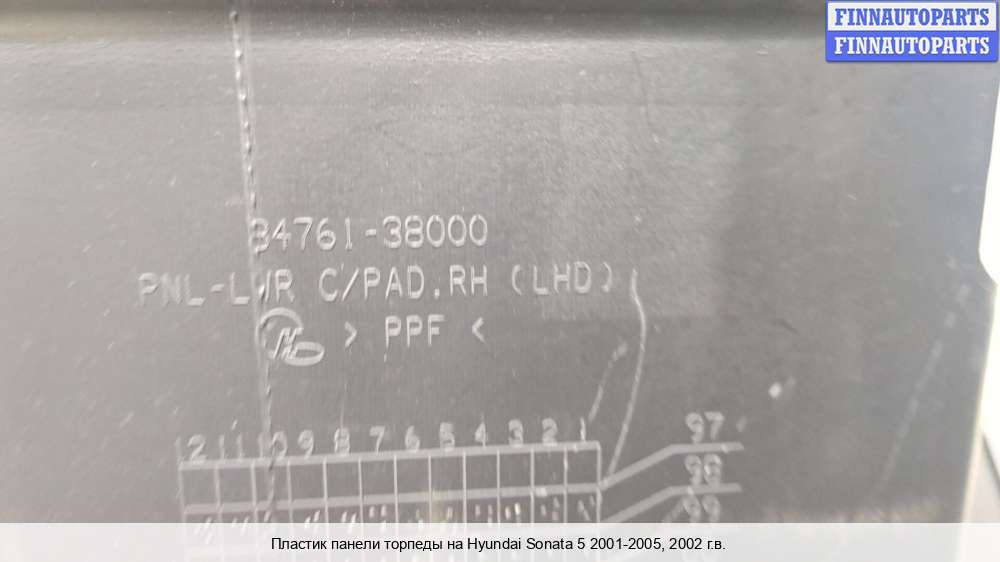 FINNAUTOPARTS
FINNAUTOPARTS
84761-38000
PNL-LWR C/PAD.RH (LHD)
> PPF <
12 11 10 9 8 7 6 5 4 3 2 1
97
98
99
Пластик панели торпеды на Hyundai Sonata 5 2001-2005, 2002 г.в.